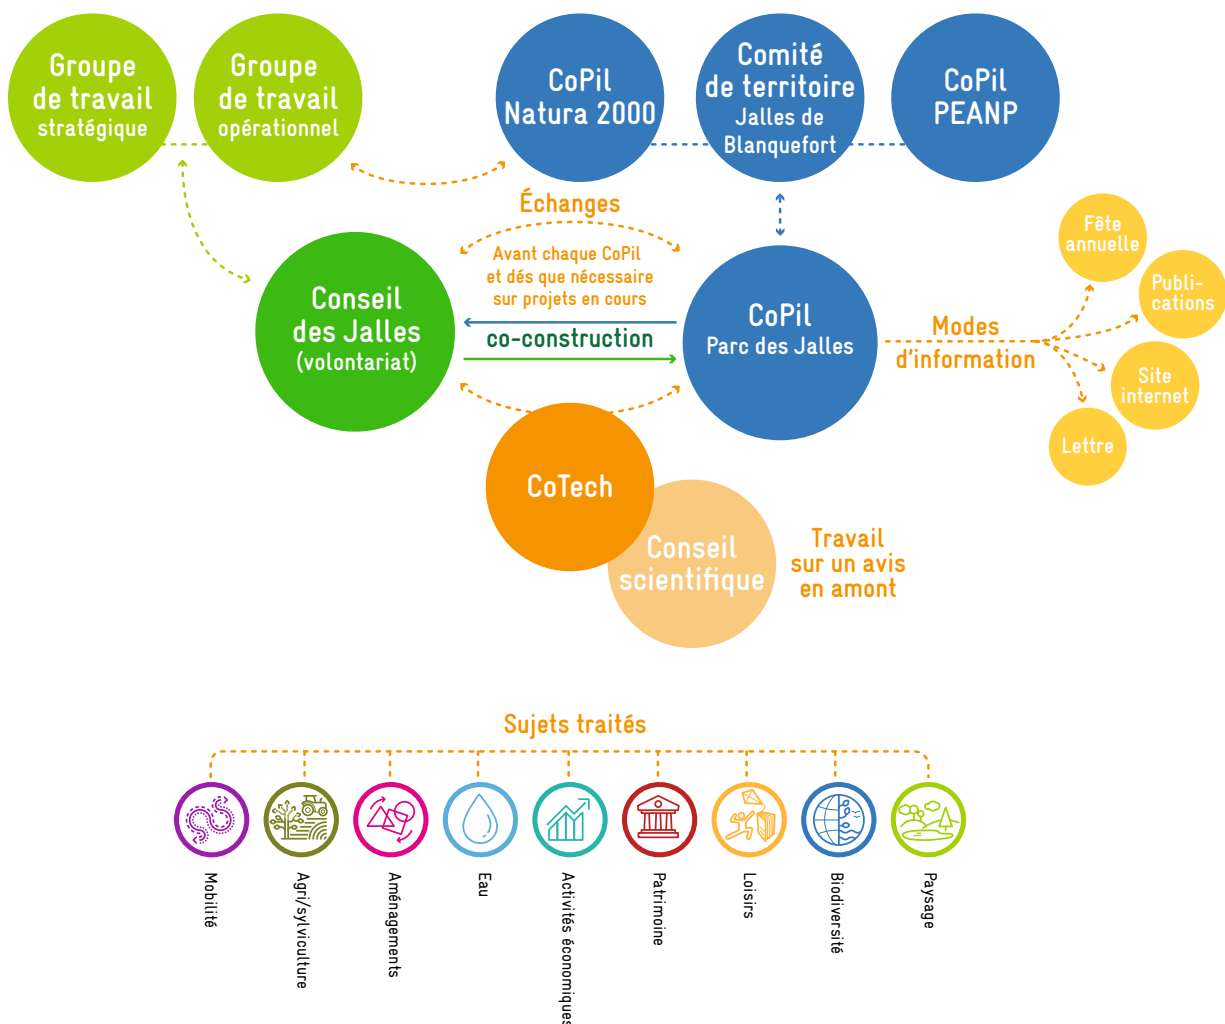 Groupe
de travail
stratégique
Groupe
de travail
opérationnel
CoPil
Natura 2000
Comité
de territoire
Jalles de
Blanquefort
CoPil
PEANP
Échanges
Avant chaque CoPil
et dés que nécessaire
sur projets en cours
co-construction
Conseil
des Jalles
(volontariat)
CoPil
Parc des Jalles
Modes
d'information
Fête
annuelle
Publi-
cations
Site
internet
Lettre
CoTech
Conseil
scientifique
Travail
sur un avis
en amont
Sujets traités
Mobilité
Agri/sylviculture
Aménagements
Eau
Activités économiques
Patrimoine
Loisirs
Biodiversité
Paysage